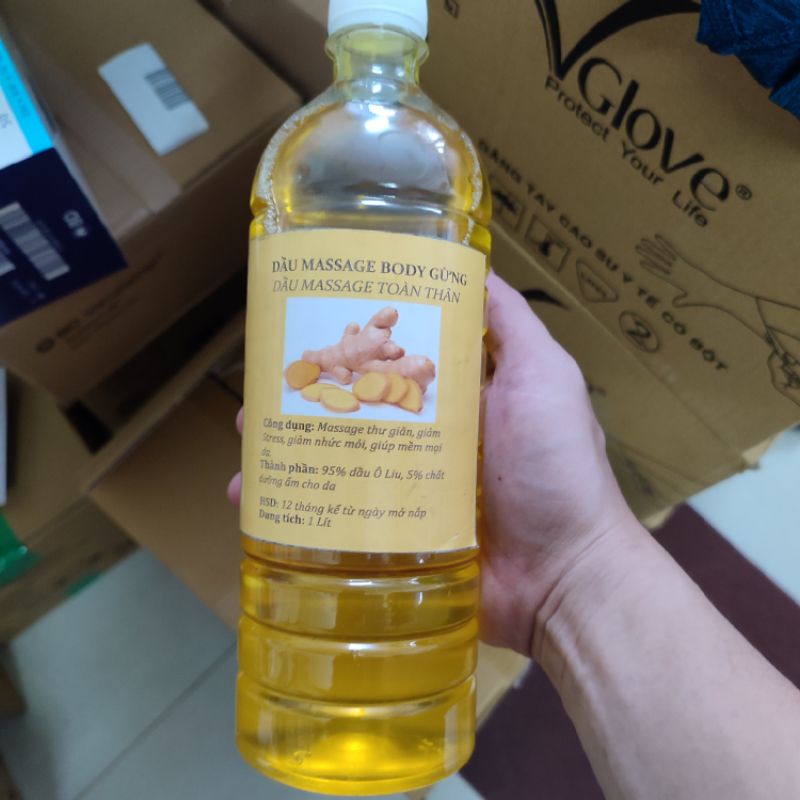 DẦU MASSAGE BODY GỪNG
DẦU MASSAGE TOÀN THÂN
Công dụng: Massage thư giãn, giảm
Stress, giảm nhức mỏi, giúp mềm mại
da.
Thành phần: 95% dầu Ô Liu, 5% chất
dưỡng ẩm cho da
HSD: 12 tháng kể từ ngày mở nắp
Dung tích: 1 Lít
VGlove®
Protect Your Life
GĂNG TAY CAO SU Y TẾ CÓ BỘT
2